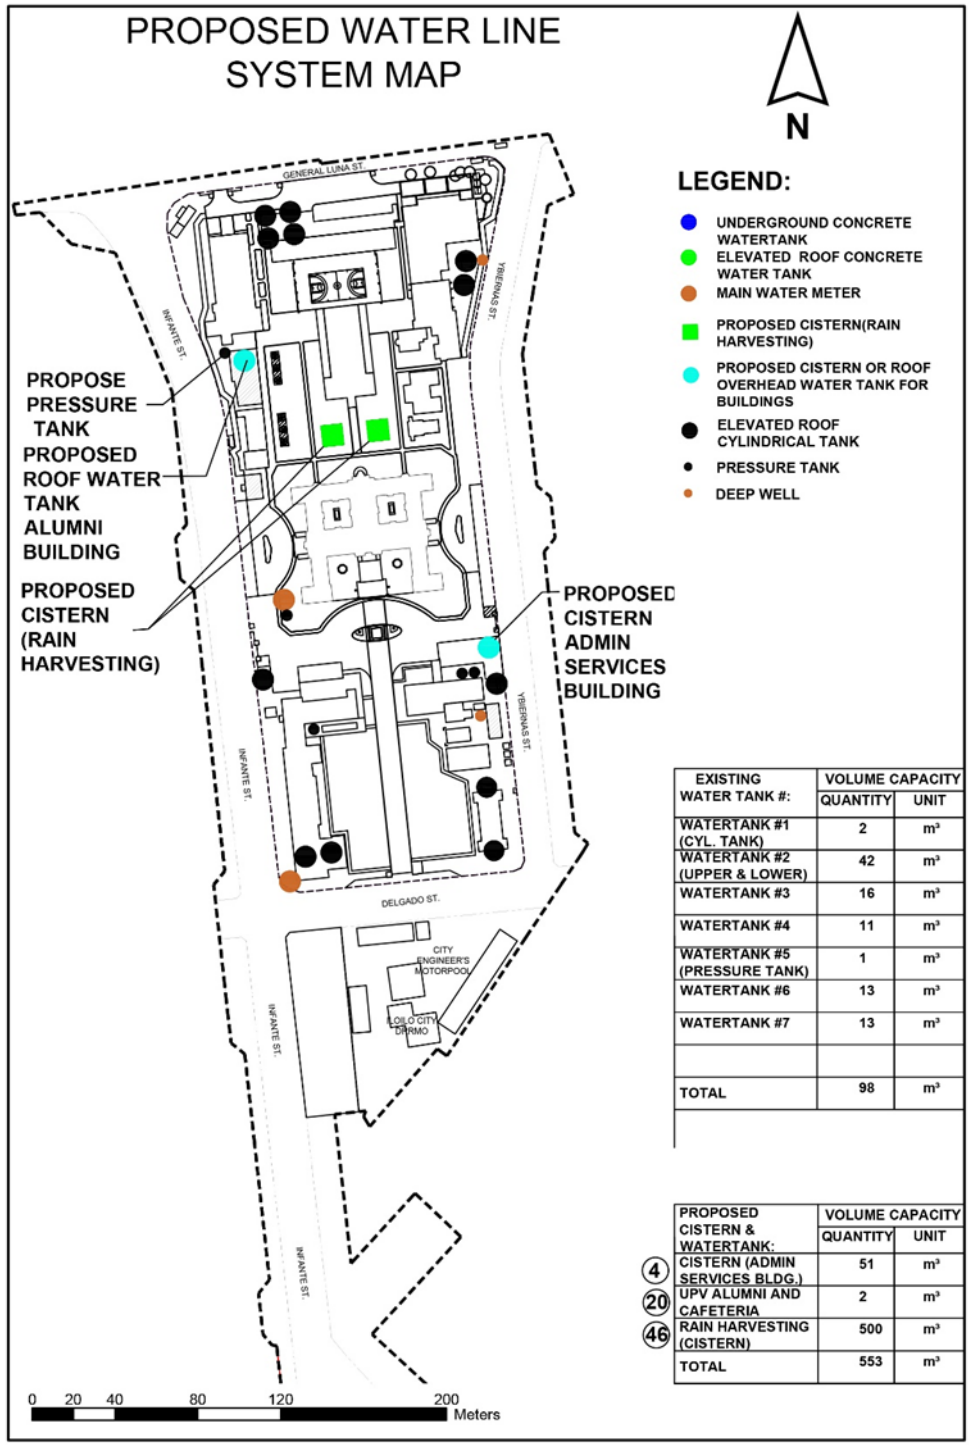 PROPOSED WATER LINE
SYSTEM MAP
N
GENERAL LUNA ST.
YBIERNAS ST.
INFANTE ST.
LEGEND:
UNDERGROUND CONCRETE
WATERTANK
ELEVATED ROOF CONCRETE
WATER TANK
MAIN WATER METER
PROPOSED CISTERN(RAIN
HARVESTING)
PROPOSED CISTERN OR ROOF
OVERHEAD WATER TANK FOR
BUILDINGS
ELEVATED ROOF
CYLINDRICAL TANK
PRESSURE TANK
DEEP WELL
PROPOSE
PRESSURE
TANK
PROPOSED
ROOF WATER
TANK
ALUMNI
BUILDING
PROPOSED
CISTERN
(RAIN
HARVESTING)
PROPOSED
CISTERN
ADMIN
SERVICES
BUILDING
YBIERNAS ST.
INFANTE ST.
DELGADO ST.
CITY
ENGINEER'S
MOTORPOOL
ILOILO CITY
DRRMO
INFANTE ST.
INFANTE ST.
EXISTING
WATER TANK #:
VOLUME CAPACITY
QUANTITY UNIT
WATERTANK #1
(CYL. TANK)
2 m³
WATERTANK #2
(UPPER & LOWER)
42 m³
WATERTANK #3 16 m³
WATERTANK #4 11 m³
WATERTANK #5
(PRESSURE TANK)
1 m³
WATERTANK #6 13 m³
WATERTANK #7 13 m³
TOTAL 98 m³
PROPOSED
CISTERN &
WATERTANK:
VOLUME CAPACITY
QUANTITY UNIT
4 CISTERN (ADMIN
SERVICES BLDG.)
51 m³
20 UPV ALUMNI AND
CAFETERIA
2 m³
46 RAIN HARVESTING
(CISTERN)
500 m³
TOTAL 553 m³
0 20 40 80 120 200
Meters